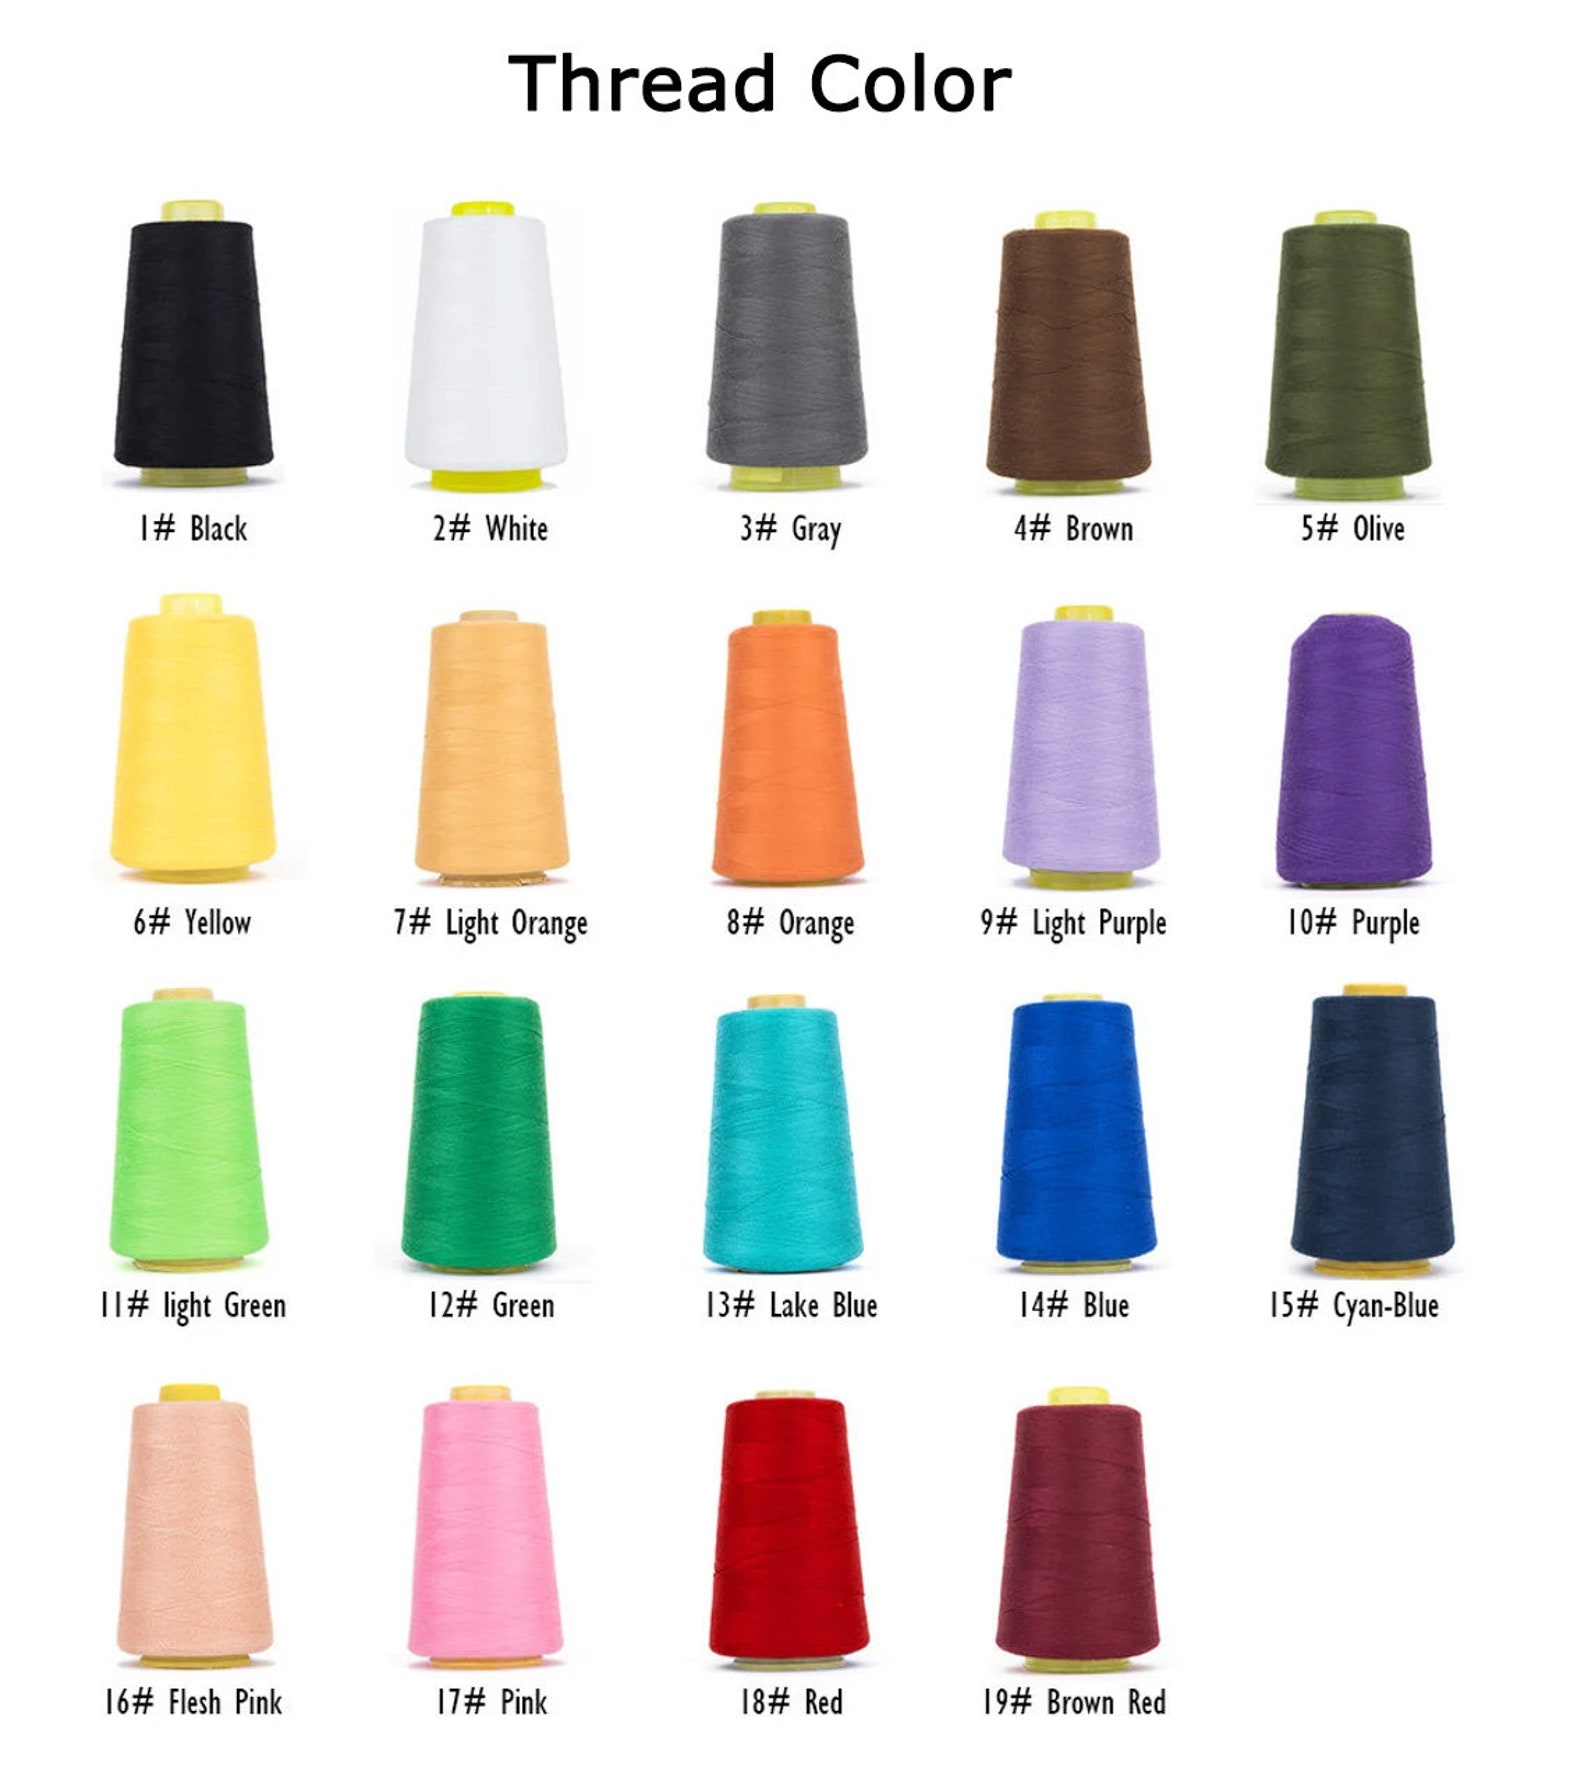 Thread Color
1# Black
2# White
3# Gray
4# Brown
5# Olive
6# Yellow
7# Light Orange
8# Orange
9# Light Purple
10# Purple
11# light Green
12# Green
13# Lake Blue
14# Blue
15# Cyan-Blue
16# Flesh Pink
17# Pink
18# Red
19# Brown Red